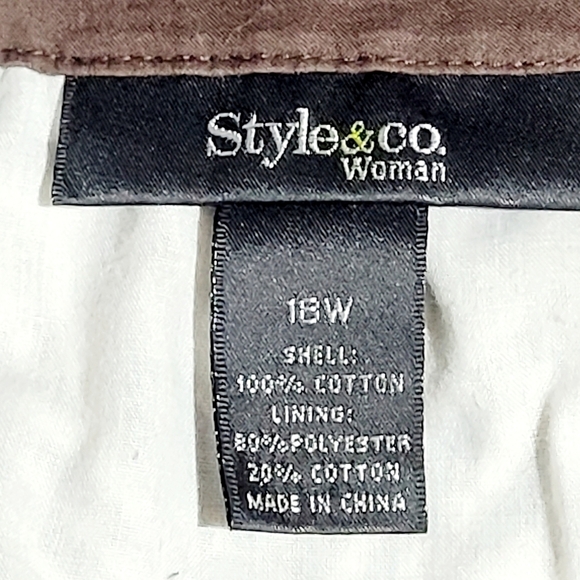 Style&co.
Woman
18W
SHELL:
100% COTTON
LINING:
80%POLYESTER
20% COTTON
MADE IN CHINA